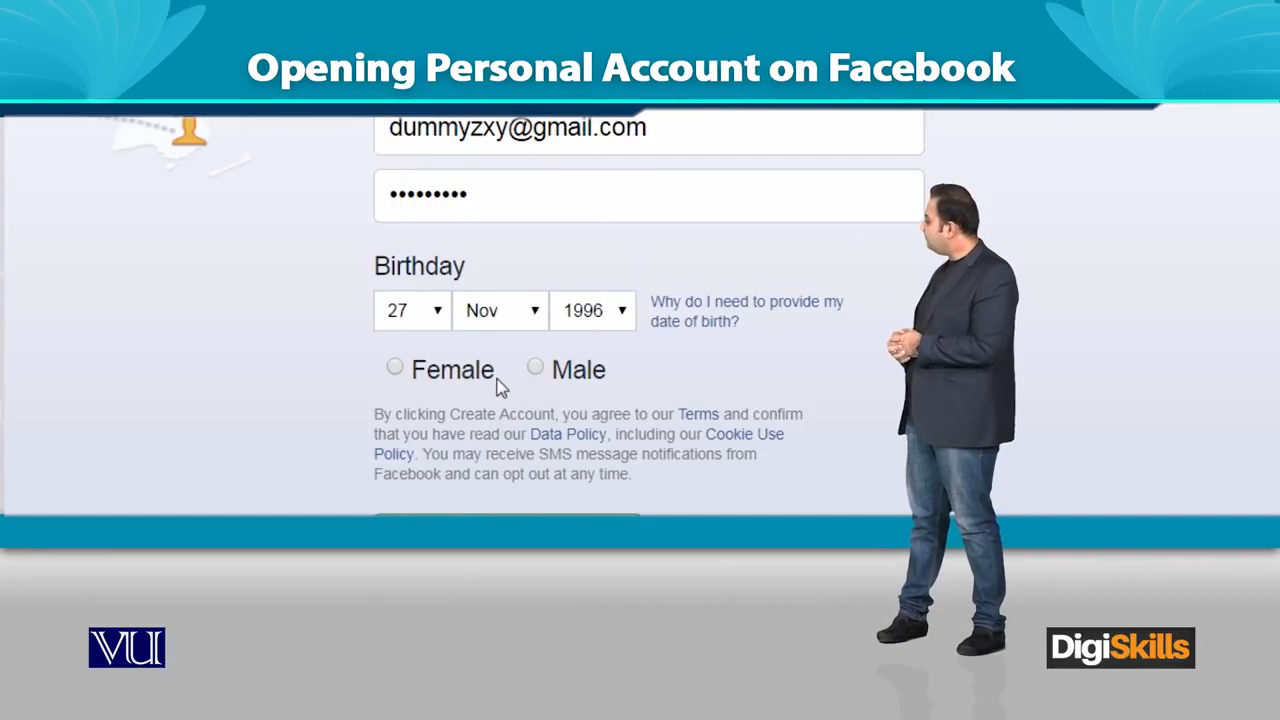 Opening Personal Account on Facebook
dummyzxy@gmail.com
•••••••••
Birthday
27 Nov 1996
Why do I need to provide my
date of birth?
Female Male
By clicking Create Account, you agree to our Terms and confirm
that you have read our Data Policy, including our Cookie Use
Policy. You may receive SMS message notifications from
Facebook and can opt out at any time.
VU
DigiSkills